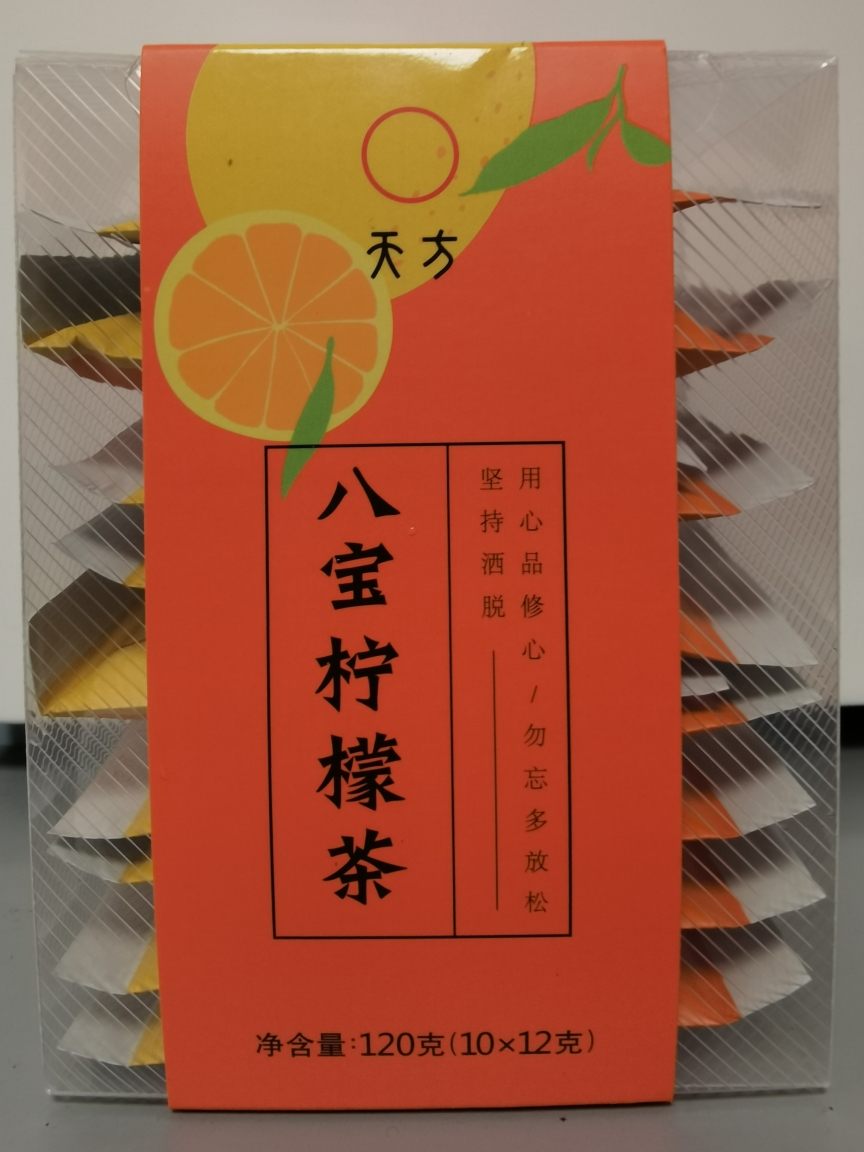 天方
八宝柠檬茶
用心品修心/勿忘多放松
坚持洒脱
净含量:120克(10×12克)